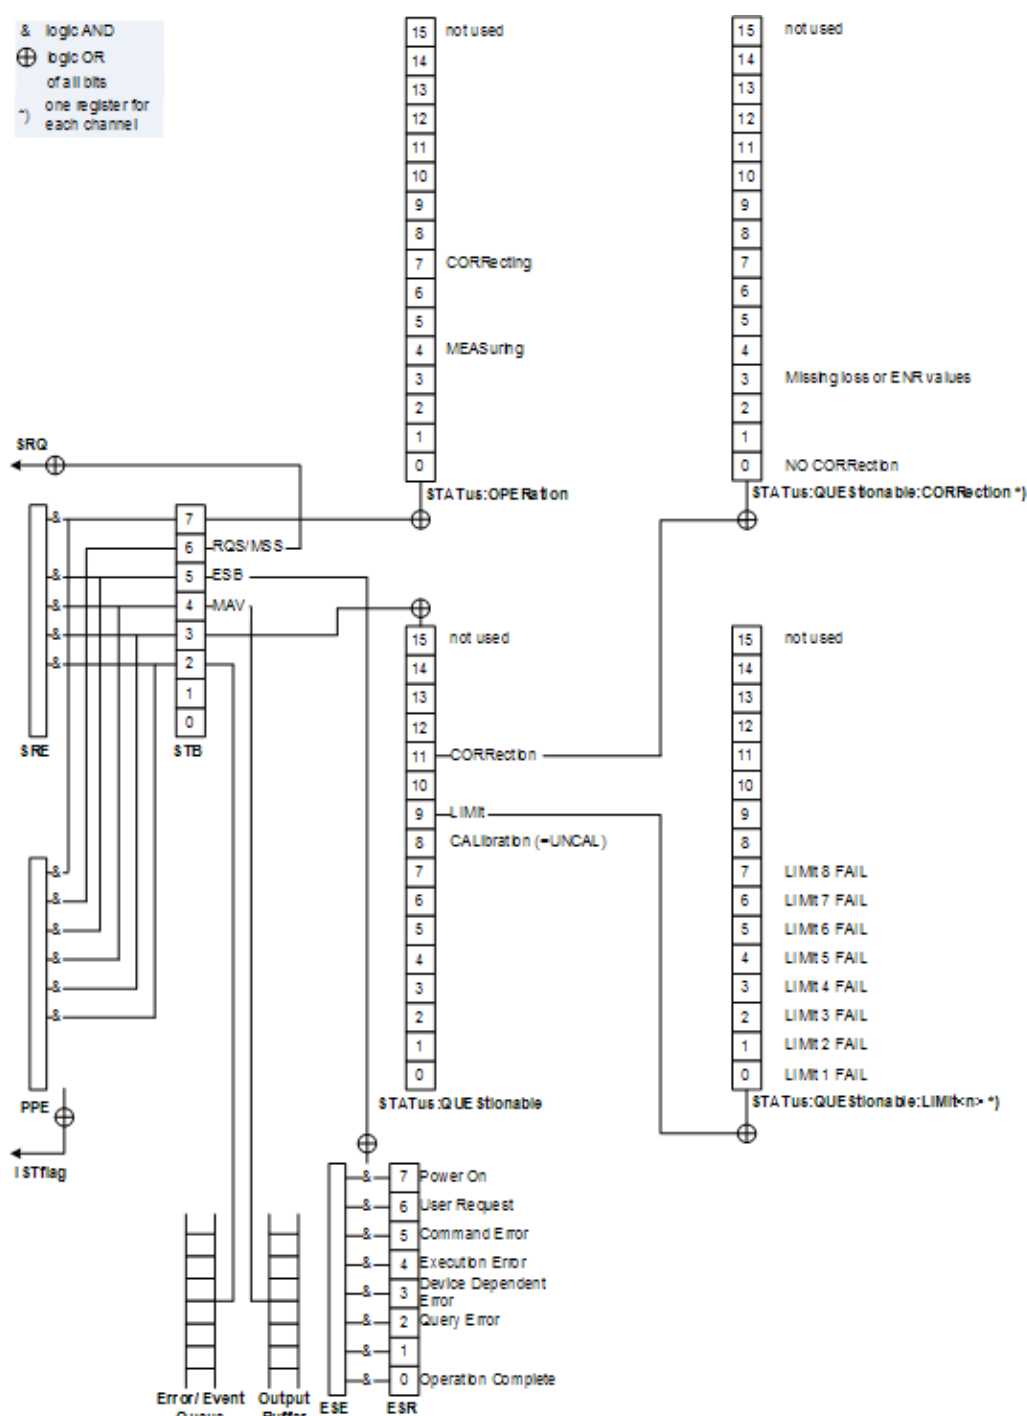 & logic AND
⊕ logic OR
of all bits
*) one register for
each channel
15 not used
14
13
12
11
10
9
8
7 CORRecting
6
5
4 MEASuring
3
2
1
0
STATus:OPERation
15 not used
14
13
12
11
10
9
8
7
6
5
4
3 Missing loss or ENR values
2
1
0 NO CORRection
STATus:QUEStionable:CORRection *)
SRQ
& 7
6 RQS/MSS
& 5 ESB
& 4 MAV
& 3
& 2
1
0
SRE
STB
15 not used
14
13
12
11 CORRection
10
9 LIMit
8 CALibration (=UNCAL)
7
6
5
4
3
2
1
0
STATus:QUEStionable
15 not used
14
13
12
11
10
9
8
7 LIMit 8 FAIL
6 LIMit 7 FAIL
5 LIMit 6 FAIL
4 LIMit 5 FAIL
3 LIMit 4 FAIL
2 LIMit 3 FAIL
1 LIMit 2 FAIL
0 LIMit 1 FAIL
STATus:QUEStionable:LIMit<n> *)
&
&
&
&
&
&
PPE
ISTflag
& 7 Power On
& 6 User Request
& 5 Command Error
& 4 Execution Error
& 3 Device Dependent
Error
& 2 Query Error
& 1
& 0 Operation Complete
ESE
ESR
Error/Event
Queue
Output
Buffer